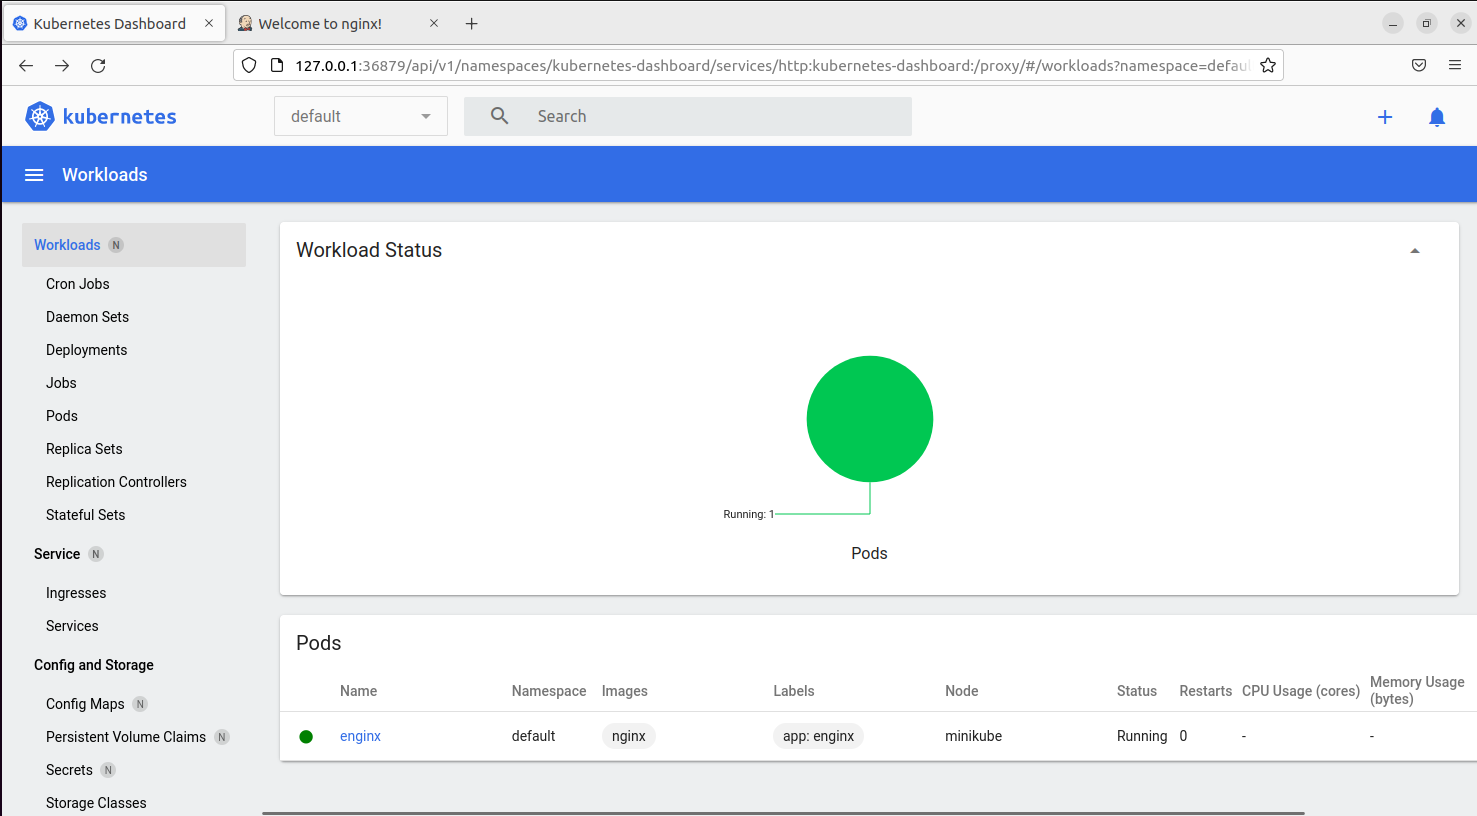 Kubernetes Dashboard
Welcome to nginx!
127.0.0.1:36879/api/v1/namespaces/kubernetes-dashboard/services/http:kubernetes-dashboard:/proxy/#/workloads?namespace=defau
kubernetes
default
Search
Workloads
Workloads N
Cron Jobs
Daemon Sets
Deployments
Jobs
Pods
Replica Sets
Replication Controllers
Stateful Sets
Service N
Ingresses
Services
Config and Storage
Config Maps N
Persistent Volume Claims N
Secrets N
Storage Classes
Workload Status
Running: 1
Pods
Pods
Name Namespace Images Labels Node Status Restarts CPU Usage (cores) Memory Usage (bytes)
enginx default nginx app: enginx minikube Running 0 - -